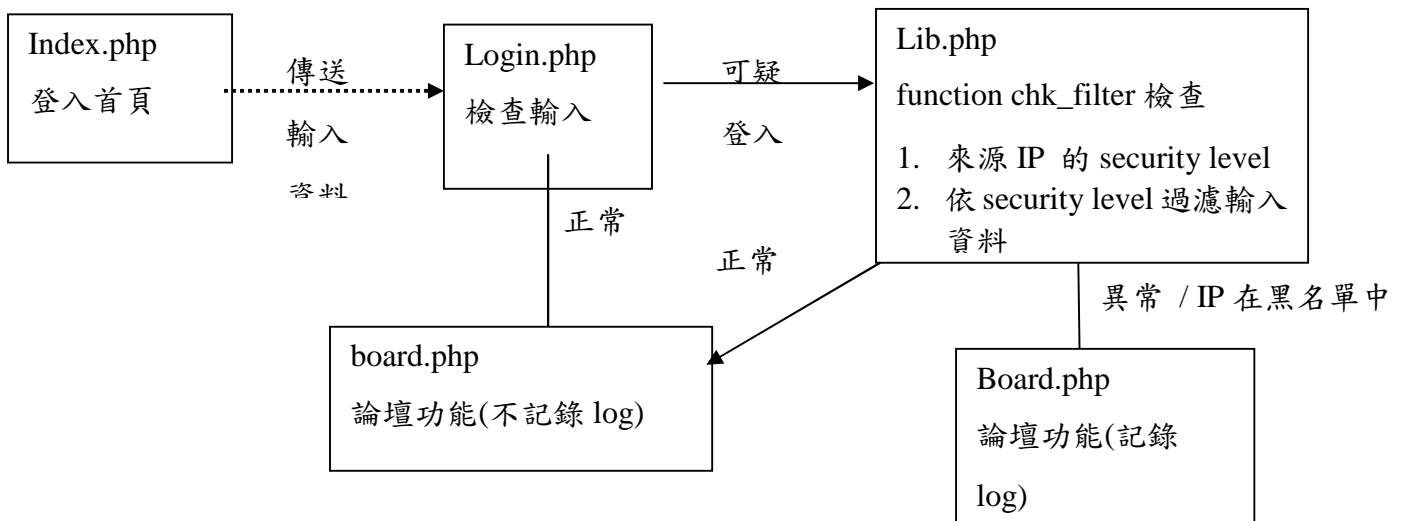 Index.php
登入首頁
傳送
輸入
資料
Login.php
檢查輸入
可疑
登入
Lib.php
function chk_filter 檢查
1. 來源 IP 的 security level
2. 依 security level 過濾輸入
資料
正常
正常
異常 / IP 在黑名單中
board.php
論壇功能(不記錄 log)
Board.php
論壇功能(記錄
log)